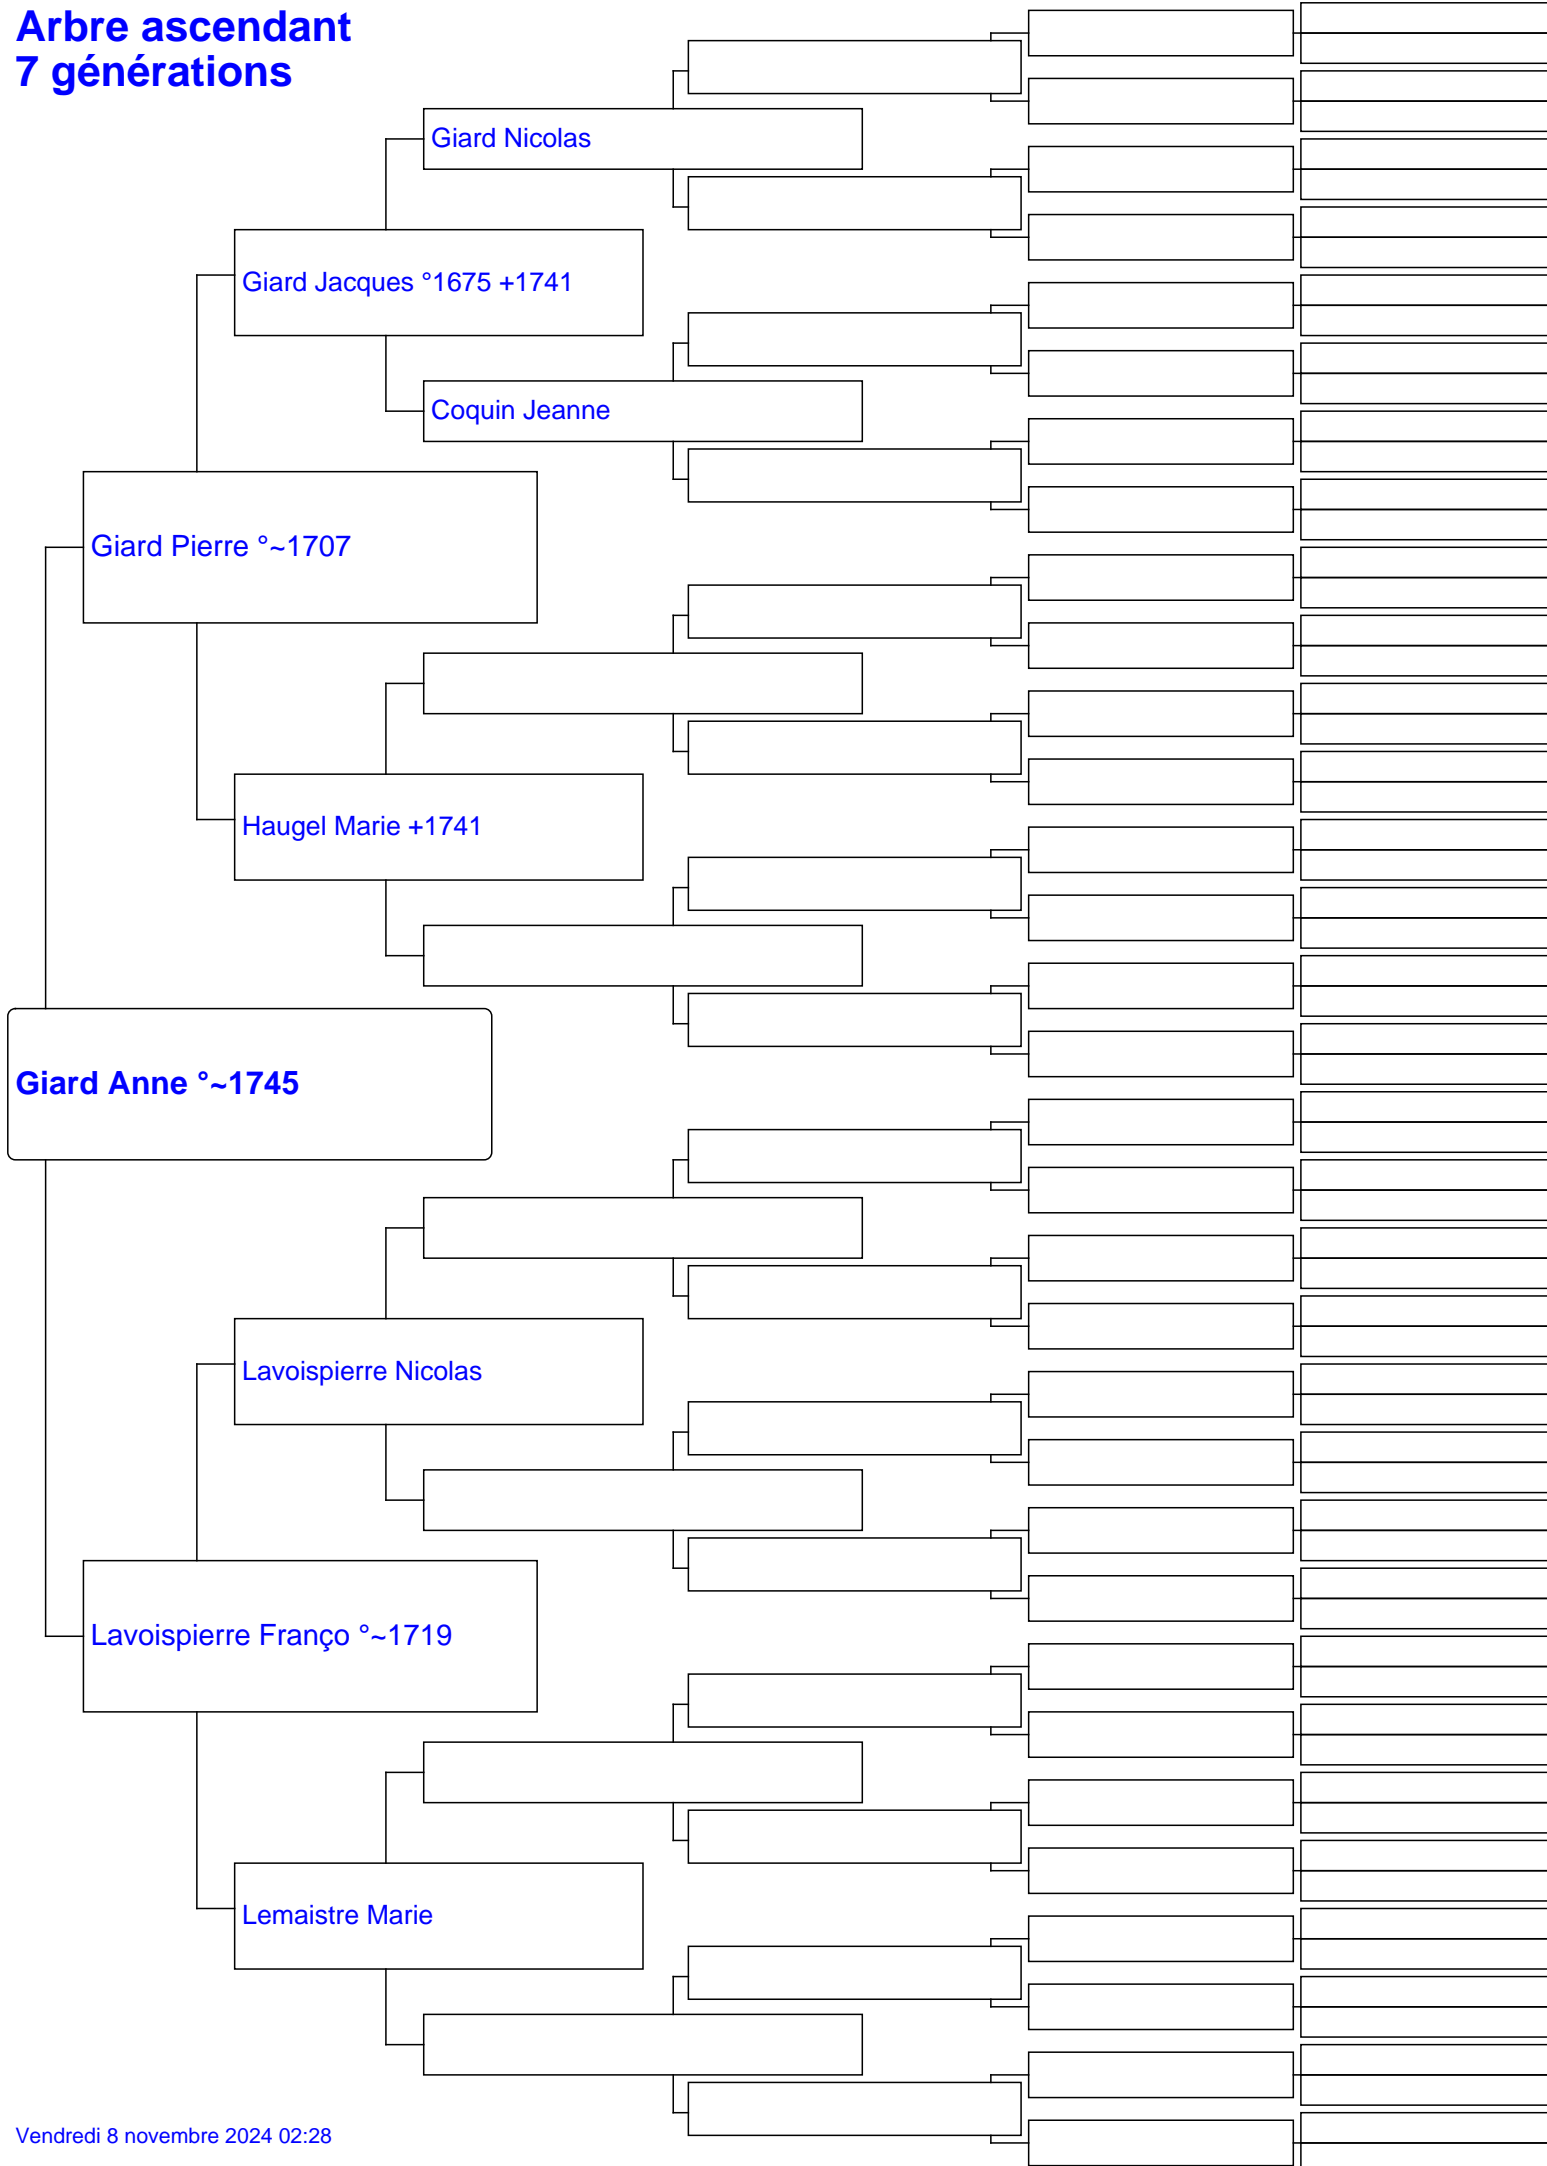 Arbre ascendant
7 générations
Giard Nicolas
Giard Jacques °1675 +1741
Coquin Jeanne
Giard Pierre °~1707
Haugel Marie +1741
Giard Anne °~1745
Lavoispierre Nicolas
Lavoispierre Franço °~1719
Lemaistre Marie
Vendredi 8 novembre 2024 02:28